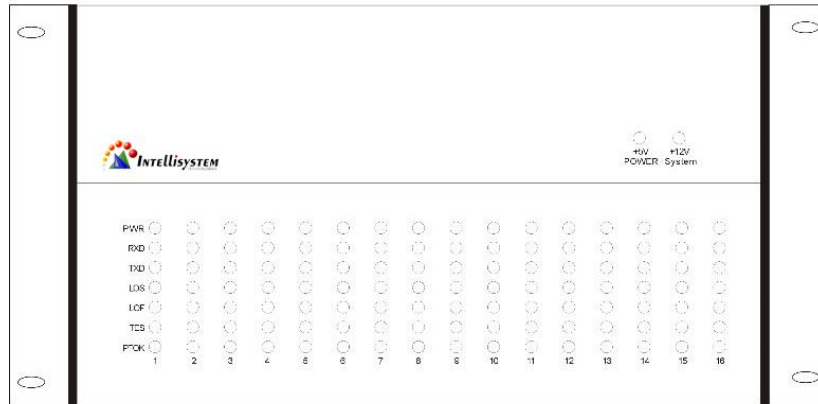 INTELLISYSTEM
+5V +12V
POWER System
PWR
RXD
TXD
LOS
LOF
TES
PTOK
1 2 3 4 5 6 7 8 9 10 11 12 13 14 15 16